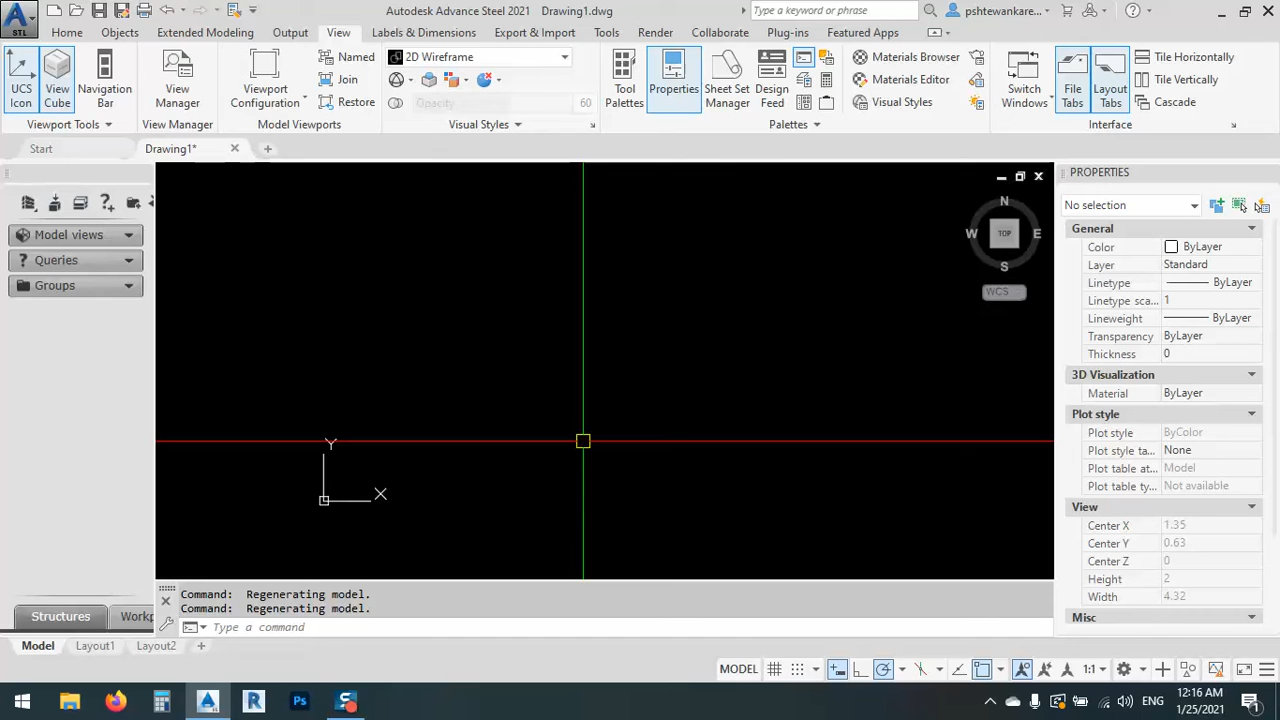 Autodesk Advance Steel 2021 Drawing1.dwg
Type a keyword or phrase
pshtewankare...
STL
Home Objects Extended Modeling Output View Labels & Dimensions Export & Import Tools Render Collaborate Plug-ins Featured Apps
UCS Icon
View Cube
Navigation Bar
Viewport Tools
View Manager
View Manager
Viewport Configuration
Named
Join
Restore
Model Viewports
2D Wireframe
Opacity 60
Visual Styles
Tool Palettes
Properties
Sheet Set Manager
Design Feed
Materials Browser
Materials Editor
Visual Styles
Palettes
Switch Windows
File Tabs
Layout Tabs
Tile Horizontally
Tile Vertically
Cascade
Interface
Start Drawing1*
Model views
Queries
Groups
Structures Workp
N
W TOP E
S
WCS
Y
X
PROPERTIES
No selection
General
Color ByLayer
Layer Standard
Linetype ByLayer
Linetype sca... 1
Lineweight ByLayer
Transparency ByLayer
Thickness 0
3D Visualization
Material ByLayer
Plot style
Plot style ByColor
Plot style ta... None
Plot table at... Model
Plot table ty... Not available
View
Center X 1.35
Center Y 0.63
Center Z 0
Height 2
Width 4.32
Misc
Command: Regenerating model.
Command: Regenerating model.
Type a command
Model Layout1 Layout2
MODEL
1:1
Ps
ENG
12:16 AM
1/25/2021